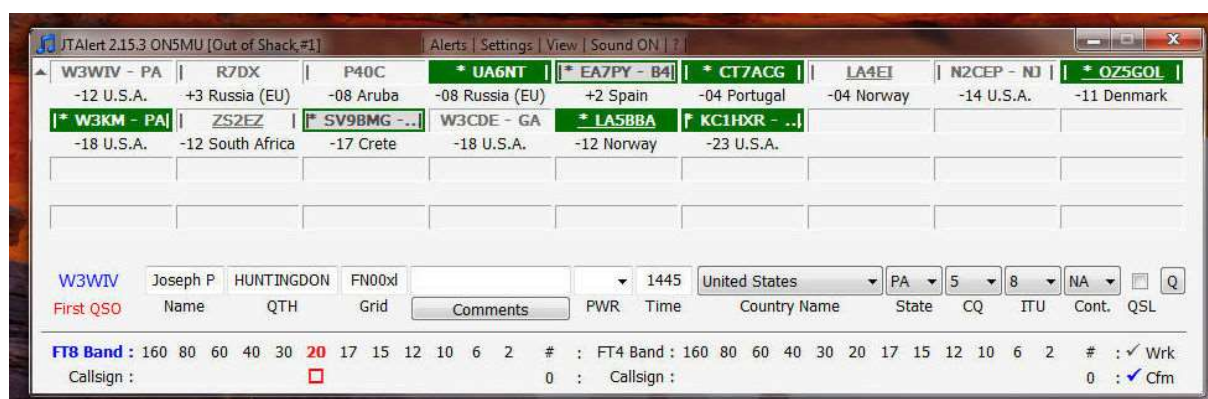 JTAlert 2.15.3 ON5MU [Out of Shack,#1] | Alerts | Settings | View | Sound ON | ? |
W3WIV - PA | R7DX | P40C * UA6NT | * EA7PY - B4 | * CT7ACG | LA4EI | N2CEP - NJ | * OZ5GOL |
-12 U.S.A. +3 Russia (EU) -08 Aruba -08 Russia (EU) +2 Spain -04 Portugal -04 Norway -14 U.S.A. -11 Denmark
|* W3KM - PA| | ZS2EZ | * SV9BMG -.. W3CDE - GA * LA5BBA * KC1HXR - ..
-18 U.S.A. -12 South Africa -17 Crete -18 U.S.A. -12 Norway -23 U.S.A.
W3WIV Joseph P HUNTINGDON FN00xl 1445 United States PA 5 8 NA Q
First QSO Name QTH Grid Comments PWR Time Country Name State CQ ITU Cont. QSL
FT8 Band : 160 80 60 40 30 20 17 15 12 10 6 2 # : FT4 Band : 160 80 60 40 30 20 17 15 12 10 6 2 # : ✓ Wrk
Callsign : 0 : Callsign : 0 : ✓ Cfm